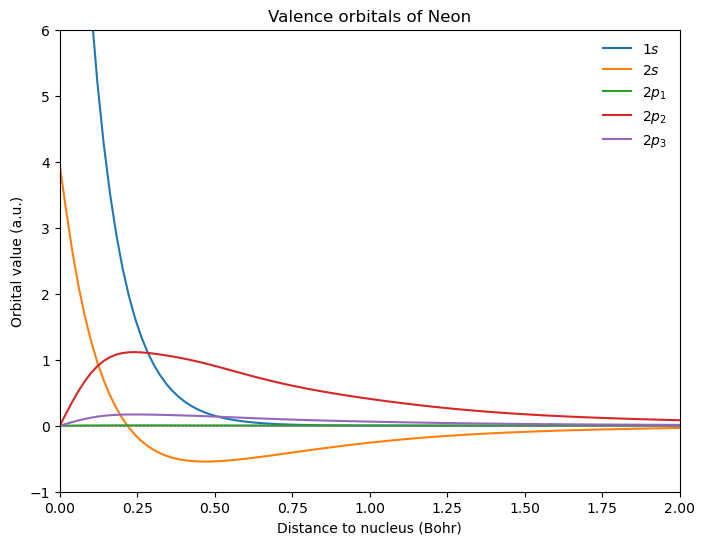 Valence orbitals of Neon
Orbital value (a.u.)
6
5
4
3
2
1
0
−1
1s
2s
2p₁
2p₂
2p₃
0.00 0.25 0.50 0.75 1.00 1.25 1.50 1.75 2.00
Distance to nucleus (Bohr)